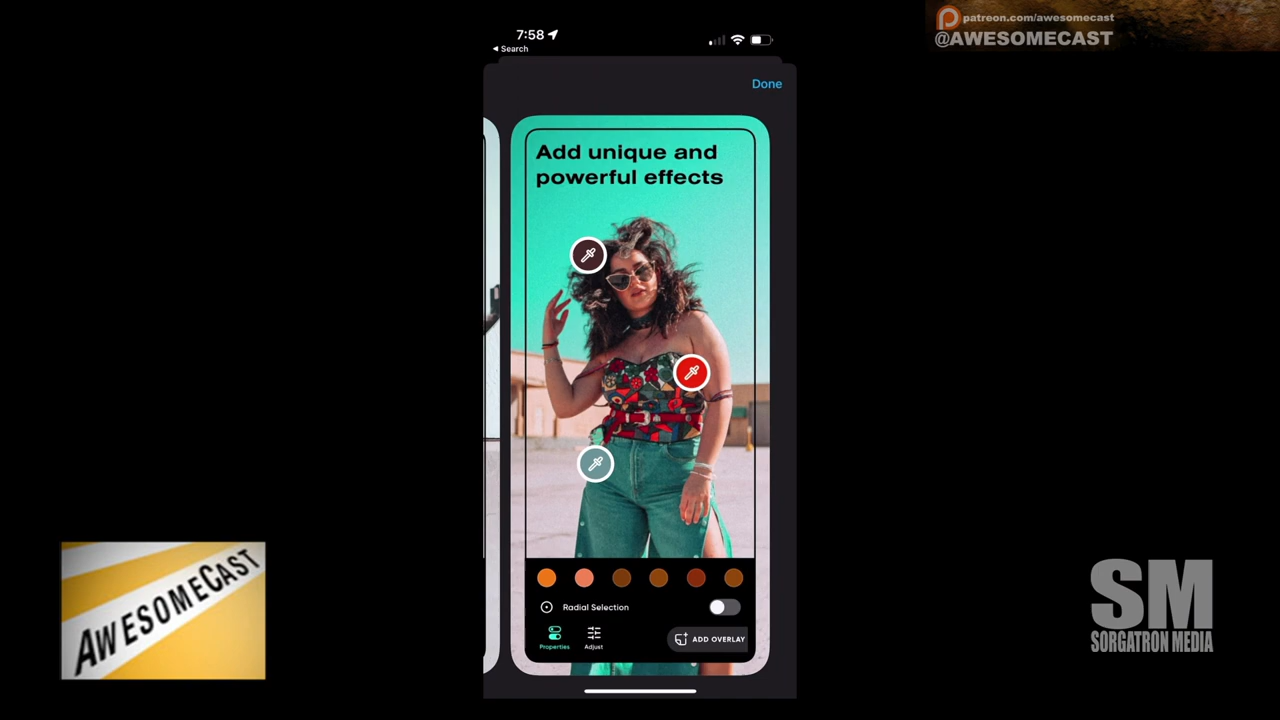 patreon.com/awesomecast
@AWESOMECAST
7:58
Search
Done
Add unique and
powerful effects
Radial Selection
Properties
Adjust
ADD OVERLAY
AWESOMECAST
SM
SORGATRON MEDIA